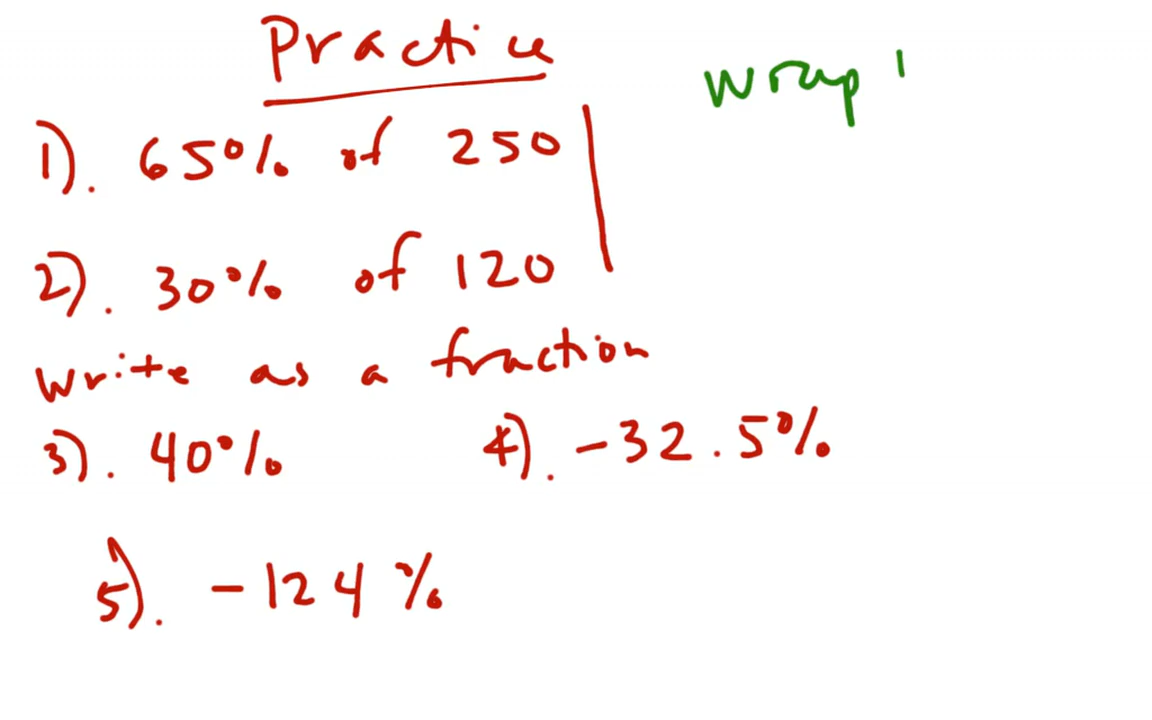 Practice
wrap
1). 65% of 250
2). 30% of 120
write as a fraction
3). 40% 4). -32.5%
5). -124%